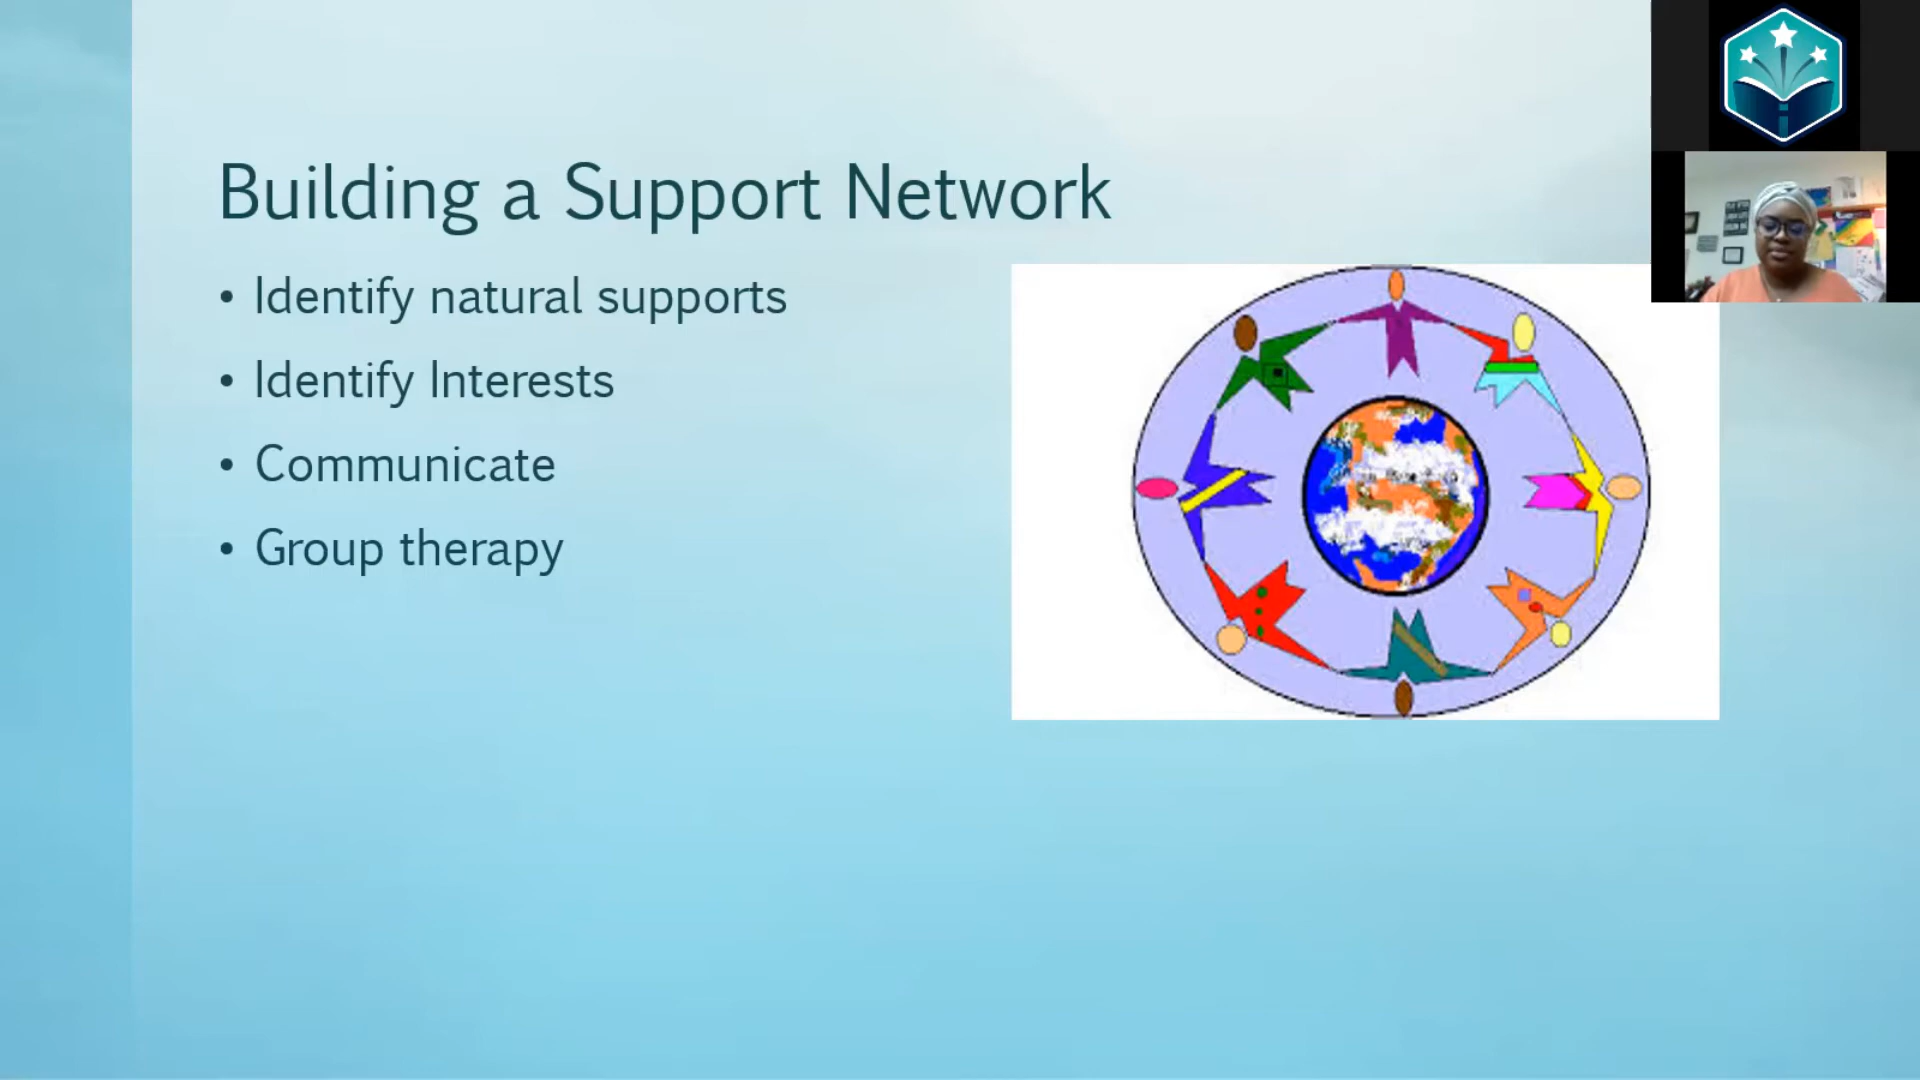 Building a Support Network
• Identify natural supports
• Identify Interests
• Communicate
• Group therapy